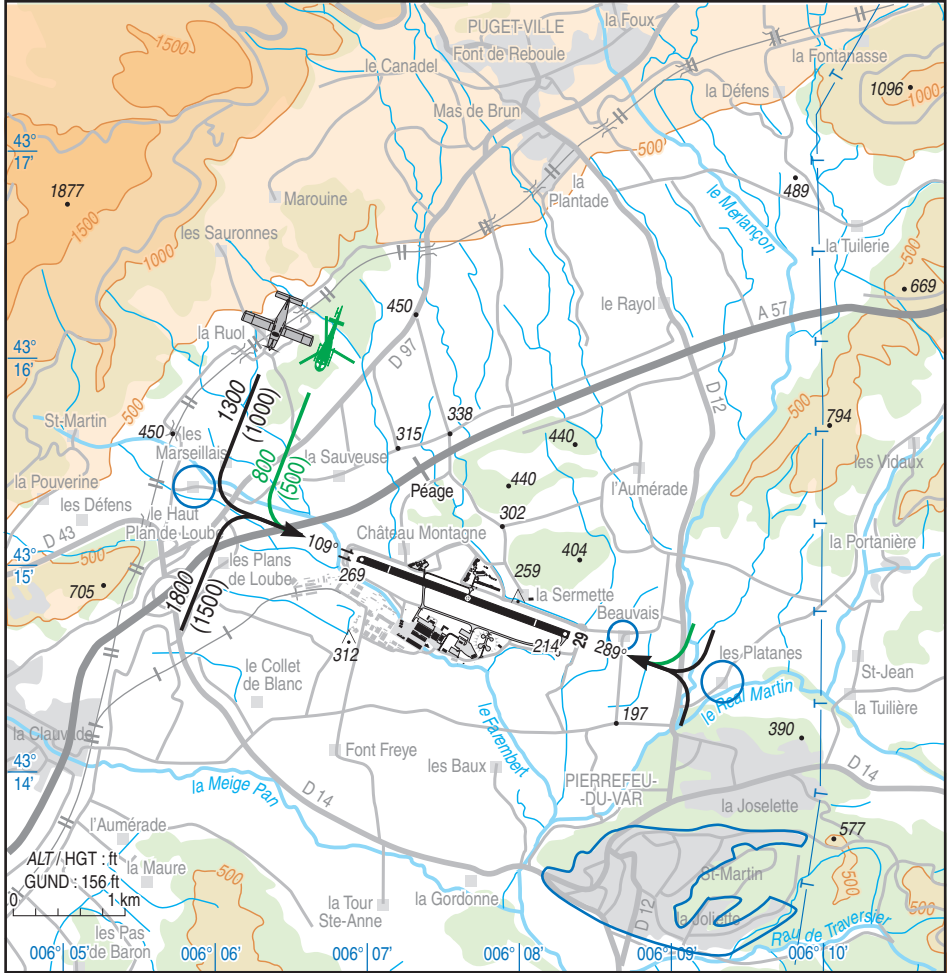 la Foux
PUGET-VILLE
1500
Font de Reboule
la Fontanasse
le Canadel
1096
la Défens
1000
Mas de Brun
43°
17'
500'
489
1877
la
Plantade
Marouine
le Merlançon
1500
les Sauronnes
la Tuilerie
1000
500
669
le Rayol
450
A 57
la Ruol
43°
16'
D 97
D 12
1300
(1000)
500
500
794
St-Martin
338
450
les
Marseillais
315
440
la Sauveuse
800
(500)
les Vidaux
la Pouverine
440
Péage
l'Aumérade
les Défens
le Haut
Plan de Loube
302
D 43
Château Montagne
la Portanière
109°
11
43°
15'
500
404
les Plans
de Loube
269
259
705
1800
(1500)
la Sermette
Beauvais
29
214
289°
312
les Platanes
le Collet
de Blanc
St-Jean
le Réal Martin
la Tuilière
197
la Clauvade
le Farembert
390
Font Freye
43°
14'
les Baux
PIERREFEU-
-DU-VAR
D 14
la Meige Pan
D 14
la Joselette
l'Aumérade
577
ALT / HGT : ft
la Maure
500
St-Martin
500
500
GUND : 156 ft
0
1 km
la Gordonne
la Tour
Ste-Anne
D 12
la Joliette
les Pas
de Baron
Ray de Traversier
006° 05'
006° 06'
006° 07'
006° 08'
006° 09'
006° 10'